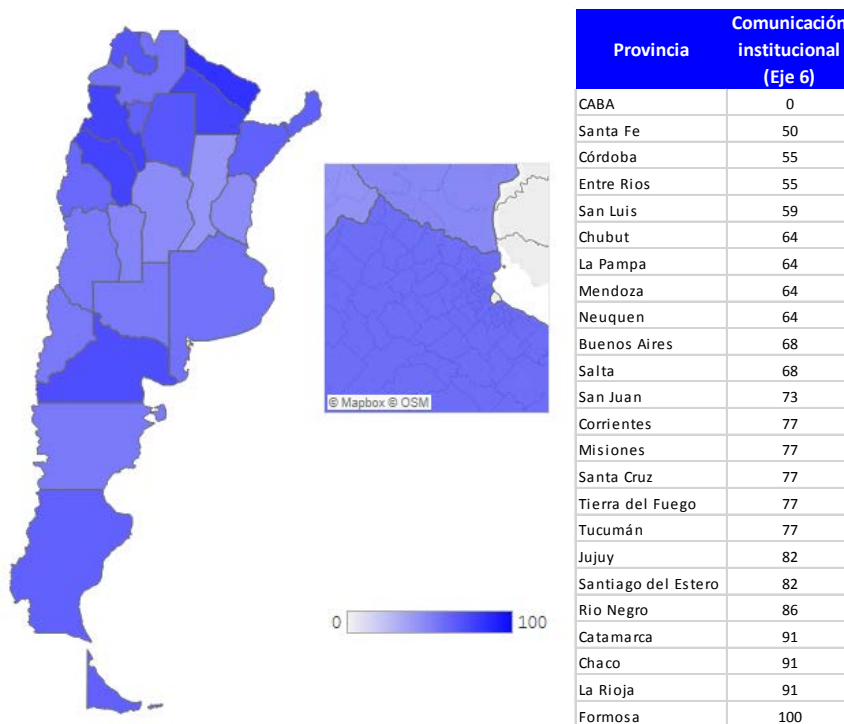 Provincia
Comunicación
institucional
(Eje 6)
CABA 0
Santa Fe 50
Córdoba 55
Entre Rios 55
San Luis 59
Chubut 64
La Pampa 64
Mendoza 64
Neuquen 64
Buenos Aires 68
Salta 68
San Juan 73
Corrientes 77
Misiones 77
Santa Cruz 77
Tierra del Fuego 77
Tucumán 77
Jujuy 82
Santiago del Estero 82
Rio Negro 86
Catamarca 91
Chaco 91
La Rioja 91
Formosa 100
© Mapbox © OSM
0 100